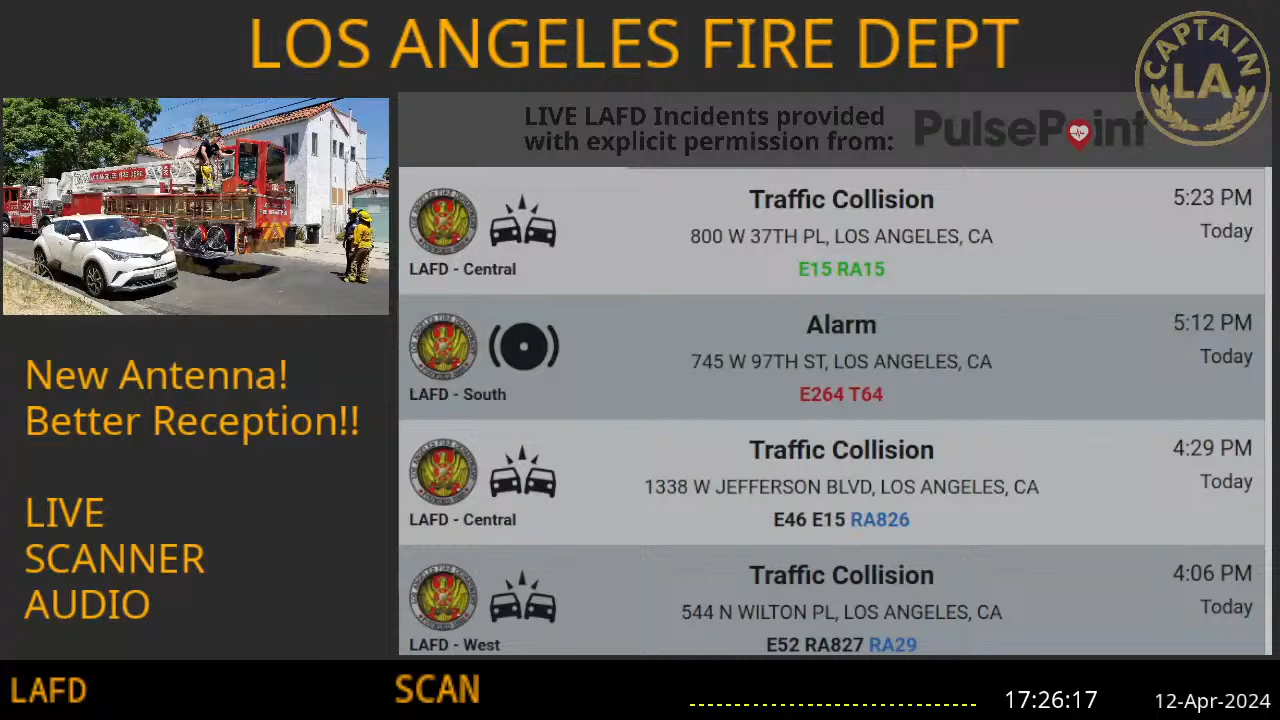 LOS ANGELES FIRE DEPT
CAPTAIN
LA
LIVE LAFD Incidents provided
with explicit permission from:
PulsePoint
Traffic Collision
5:23 PM
800 W 37TH PL, LOS ANGELES, CA
Today
LAFD - Central
E15 RA15
Alarm
5:12 PM
745 W 97TH ST, LOS ANGELES, CA
Today
LAFD - South
E264 T64
Traffic Collision
4:29 PM
1338 W JEFFERSON BLVD, LOS ANGELES, CA
Today
LAFD - Central
E46 E15 RA826
Traffic Collision
4:06 PM
544 N WILTON PL, LOS ANGELES, CA
Today
LAFD - West
E52 RA827 RA29
New Antenna!
Better Reception!!
LIVE
SCANNER
AUDIO
LAFD
SCAN
17:26:17
12-Apr-2024